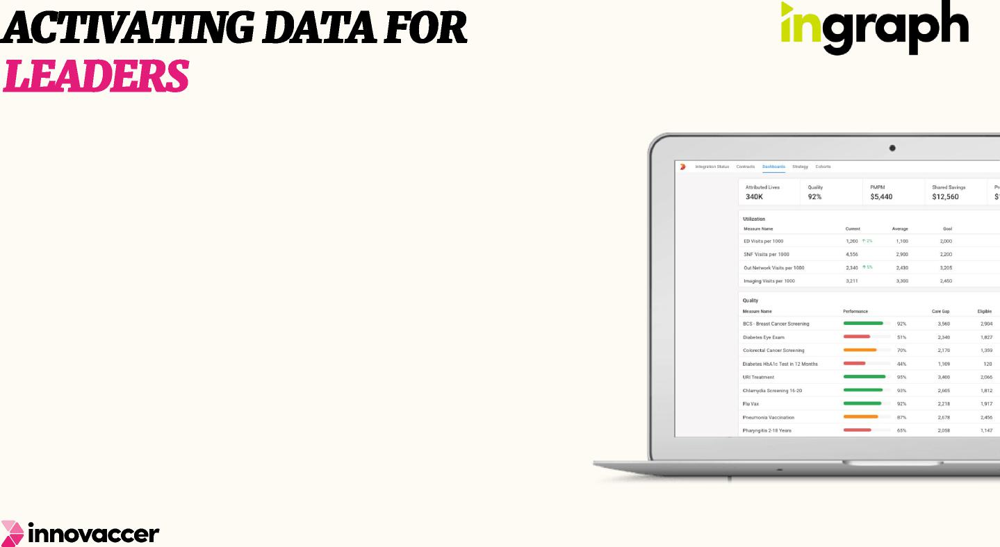 ACTIVATING DATA FOR
LEADERS
ingraph
Integration Status Contracts Dashboards Strategy Cohorts
Attributed Lives Quality PMPM Shared Savings
340K 92% $5,440 $12,560
Utilization
Measure Name Current Average Goal
ED Visits per 1000 1,200 ↑ 2% 1,100 2,000
SNF Visits per 1000 4,556 2,900 2,200
Out Network Visits per 1000 2,340 ↑ 5% 2,430 3,205
Imaging Visits per 1000 3,211 3,300 2,450
Quality
Measure Name Performance Care Gap Eligible
BCS - Breast Cancer Screening 92% 3,560 2,904
Diabetes Eye Exam 51% 2,340 1,827
Colorectal Cancer Screening 70% 2,170 1,359
Diabetes HbA1c Test in 12 Months 44% 1,109 120
URI Treatment 95% 3,400 2,066
Chlamydia Screening 16-20 93% 2,605 1,812
Flu Vax 92% 2,218 1,917
Pneumonia Vaccination 87% 2,678 2,456
Pharyngitis 2-18 Years 65% 2,058 1,147
innovaccer